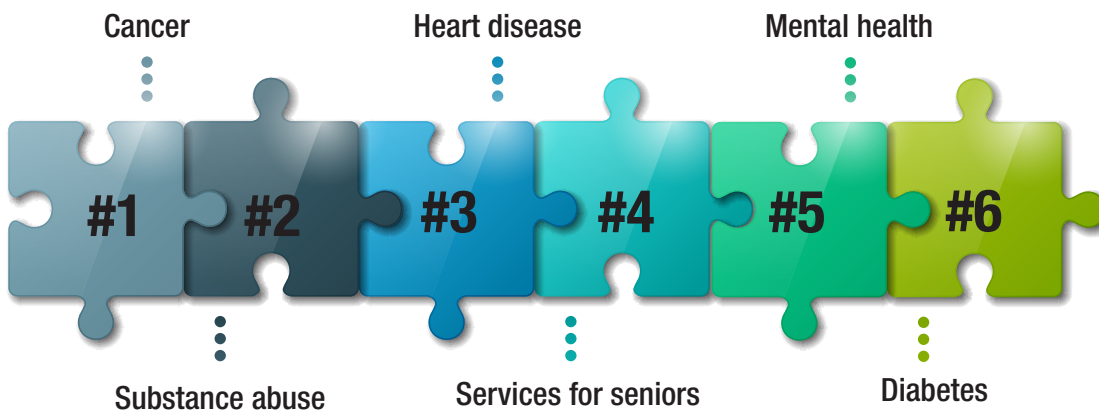 Cancer
Heart disease
Mental health
#1
#2
#3
#4
#5
#6
Substance abuse
Services for seniors
Diabetes